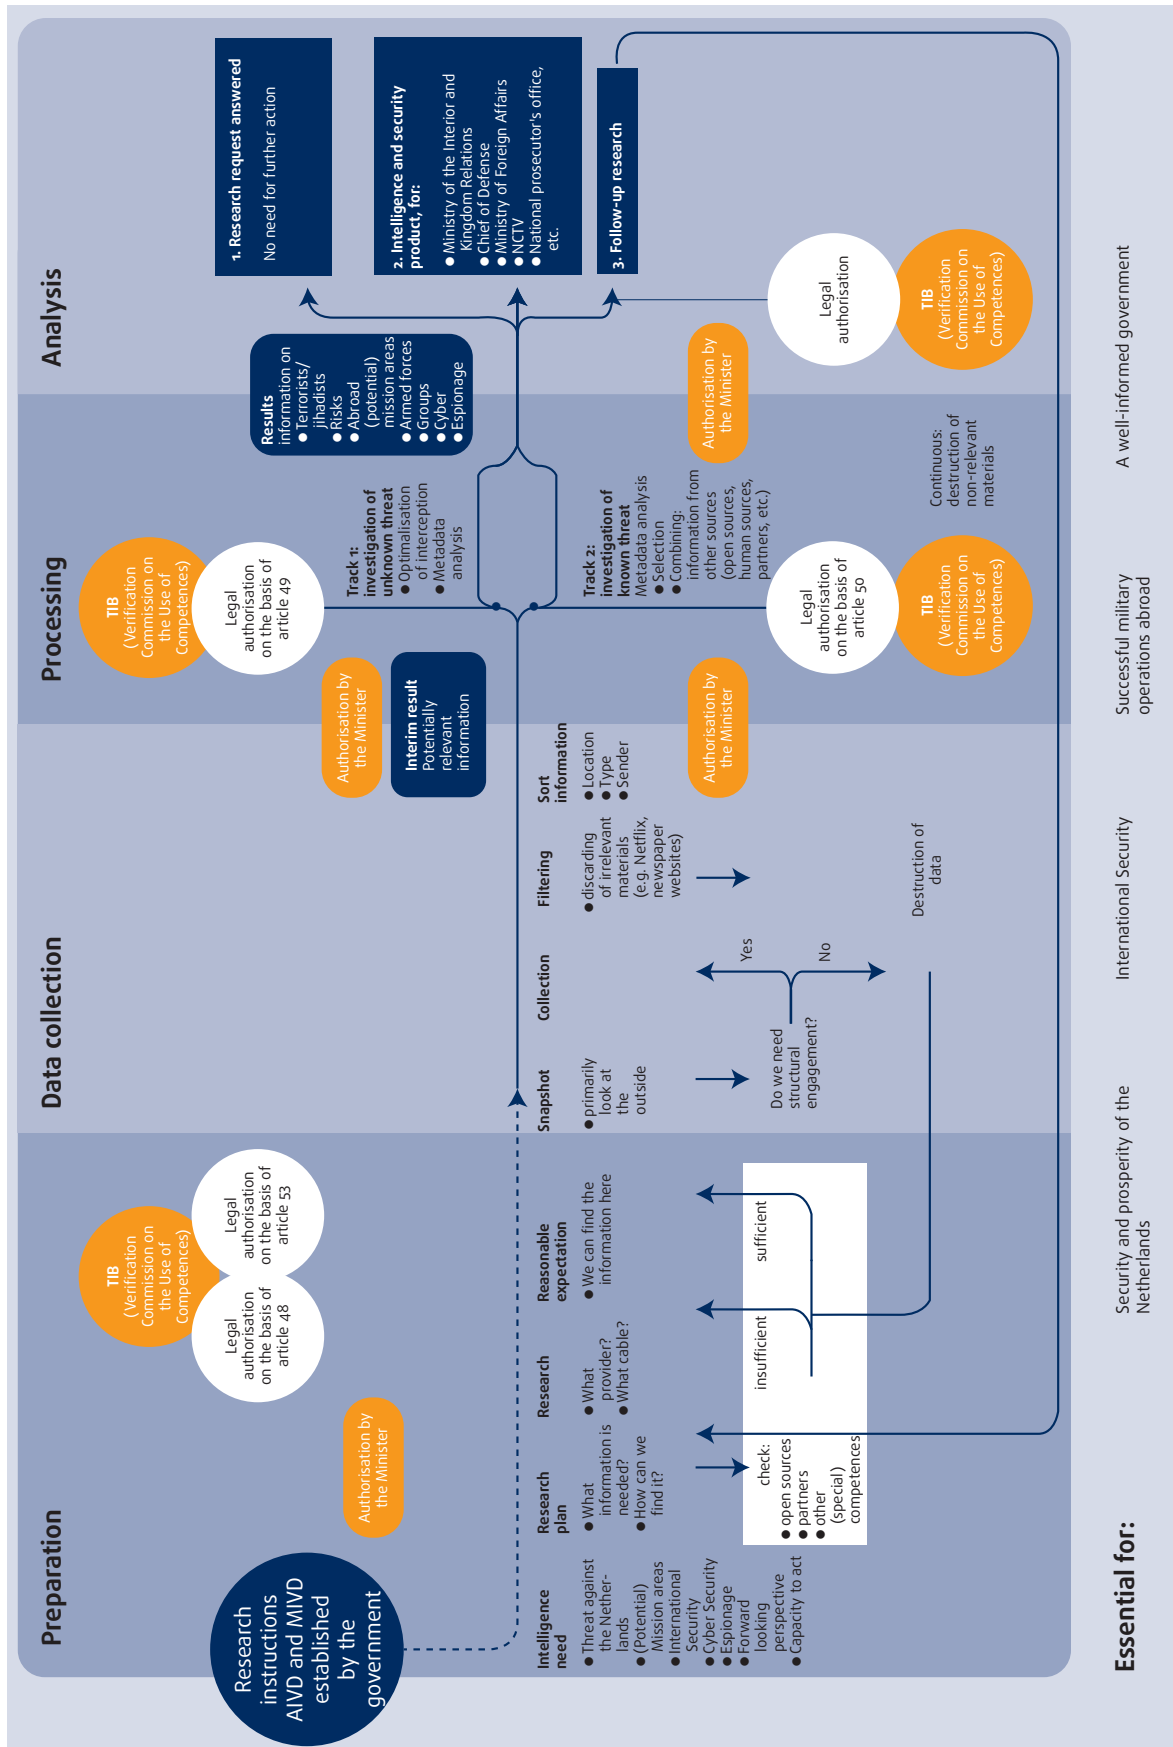 Preparation
Data collection
Processing
Analysis
Research
instructions
AIVD and MIVD
established
by the
government
Authorisation by
the Minister
TIB
(Verification
Commission on
the Use of
Competences)
Legal
authorisation
on the basis of
article 48
Legal
authorisation
on the basis of
article 53
Intelligence
need
● Threat against
the Nether-
lands
● (Potential)
Mission areas
● International
Security
● Cyber Security
● Espionage
● Forward
looking
perspective
● Capacity to act
Research
plan
● What
information is
needed?
● How can we
find it?
check:
● open sources
● partners
● other
(special)
competences
Research
● What
provider?
● What cable?
insufficient
Reasonable
expectation
● We can find the
information here
sufficient
Snapshot
● primarily
look at
the
outside
Do we need
structural
engagement?
Collection
Yes
No
Destruction of
data
Filtering
● discarding
of irrelevant
materials
(e.g. Netflix,
newspaper
websites)
Sort
information
● Location
● Type
● Sender
Authorisation by
the Minister
Interim result
Potentially
relevant
information
Authorisation by
the Minister
TIB
(Verification
Commission on
the Use of
Competences)
Legal
authorisation
on the basis of
article 49
Track 1:
investigation of
unknown threat
● Optimalisation
of interception
● Metadata
analysis
Track 2:
investigation of
known threat
Metadata analysis
● Selection
● Combining:
information from
other sources
(open sources,
human sources,
partners, etc.)
Legal
authorisation
on the basis of
article 50
TIB
(Verification
Commission on
the Use of
Competences)
Continuous:
destruction of
non-relevant
materials
Results
information on
● Terrorists/
jihadists
● Risks
● Abroad
(potential)
mission areas
● Armed forces
● Groups
● Cyber
● Espionage
Authorisation by
the Minister
Legal
authorisation
TIB
(Verification
Commission on
the Use of
Competences)
1. Research request answered
No need for further action
2. Intelligence and security
product, for:
● Ministry of the Interior and
Kingdom Relations
● Chief of Defense
● Ministry of Foreign Affairs
● NCTV
● National prosecutor's office,
etc.
3. Follow-up research
Essential for:
Security and prosperity of the
Netherlands
International Security
Successful military
operations abroad
A well-informed government